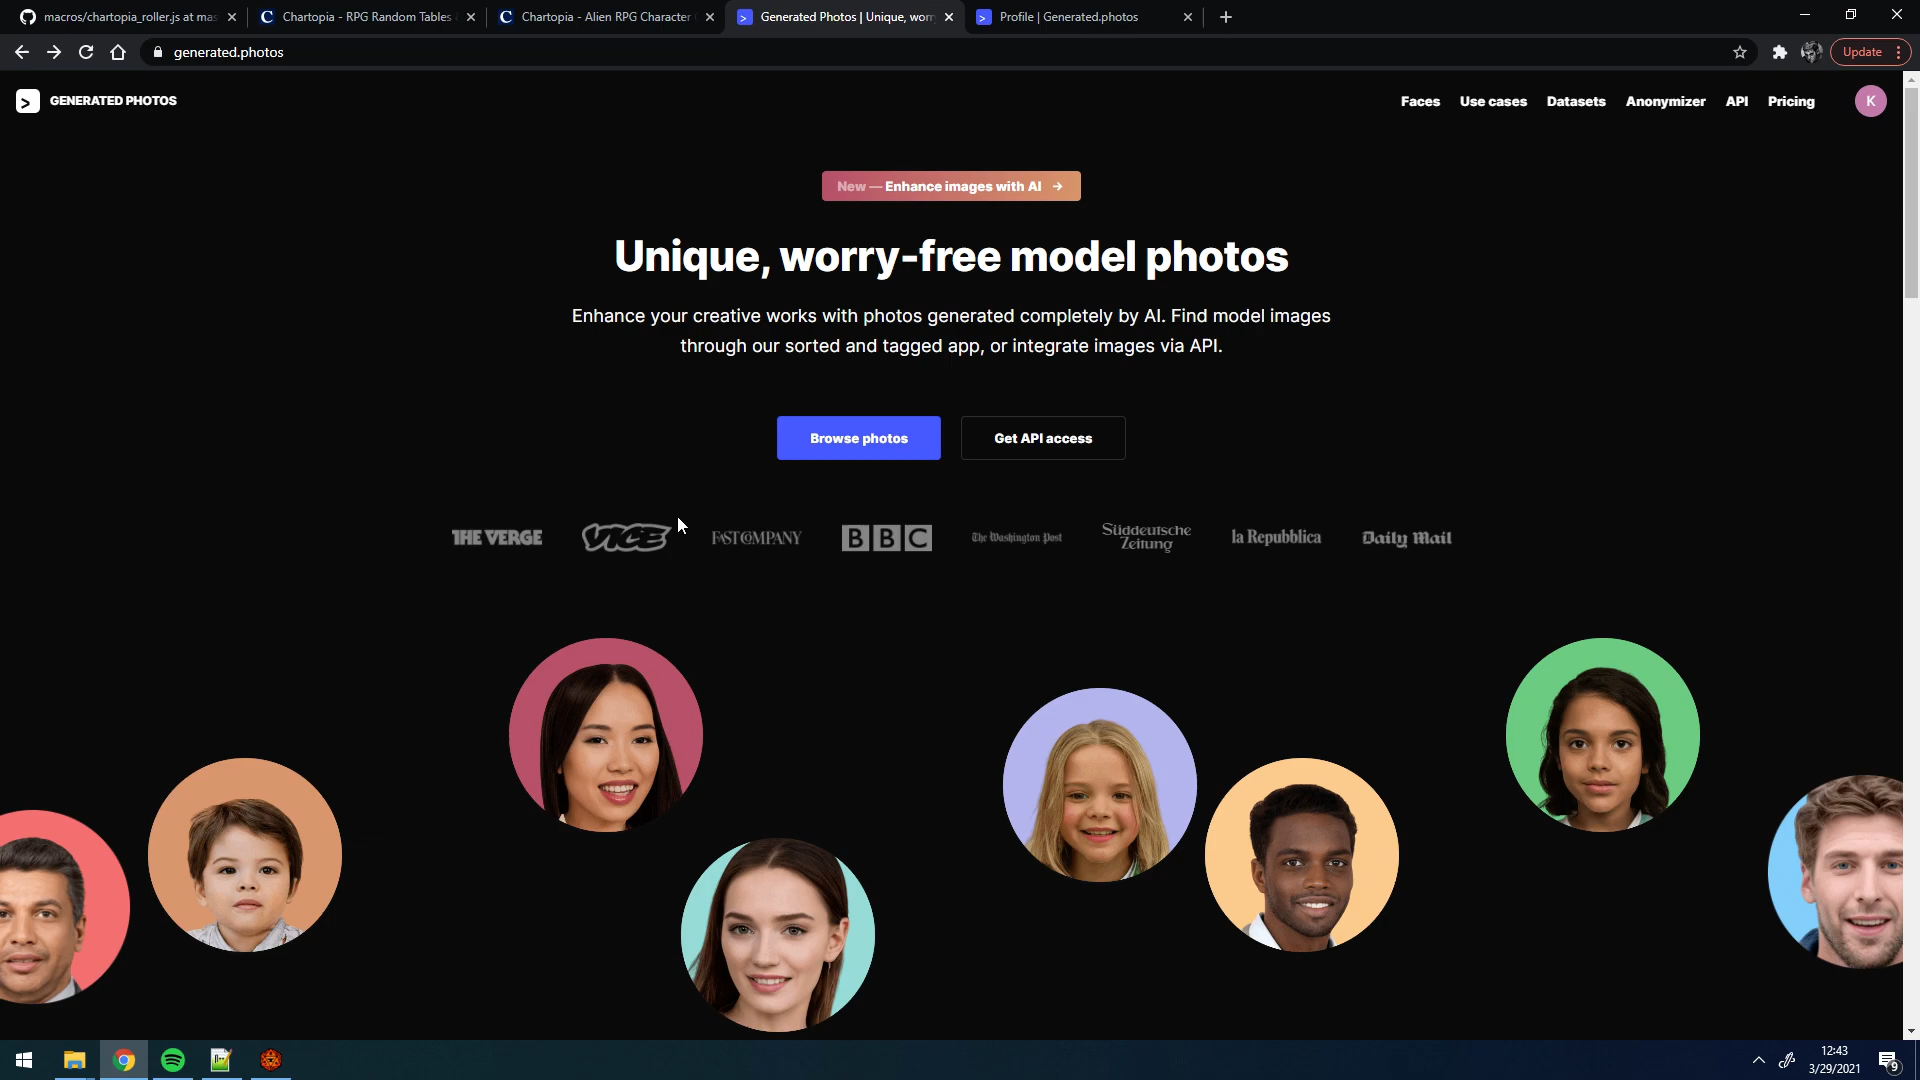 macros/chartopia_roller.js at mas
Chartopia - RPG Random Tables
Chartopia - Alien RPG Character
Generated Photos | Unique, worr
Profile | Generated.photos
generated.photos
Update
GENERATED PHOTOS
Faces
Use cases
Datasets
Anonymizer
API
Pricing
K
New — Enhance images with AI →
Unique, worry-free model photos
Enhance your creative works with photos generated completely by AI. Find model images
through our sorted and tagged app, or integrate images via API.
Browse photos
Get API access
THE VERGE
VICE
FAST COMPANY
BBC
The Washington Post
Süddeutsche
Zeitung
la Repubblica
Daily Mail
12:43
3/29/2021
9